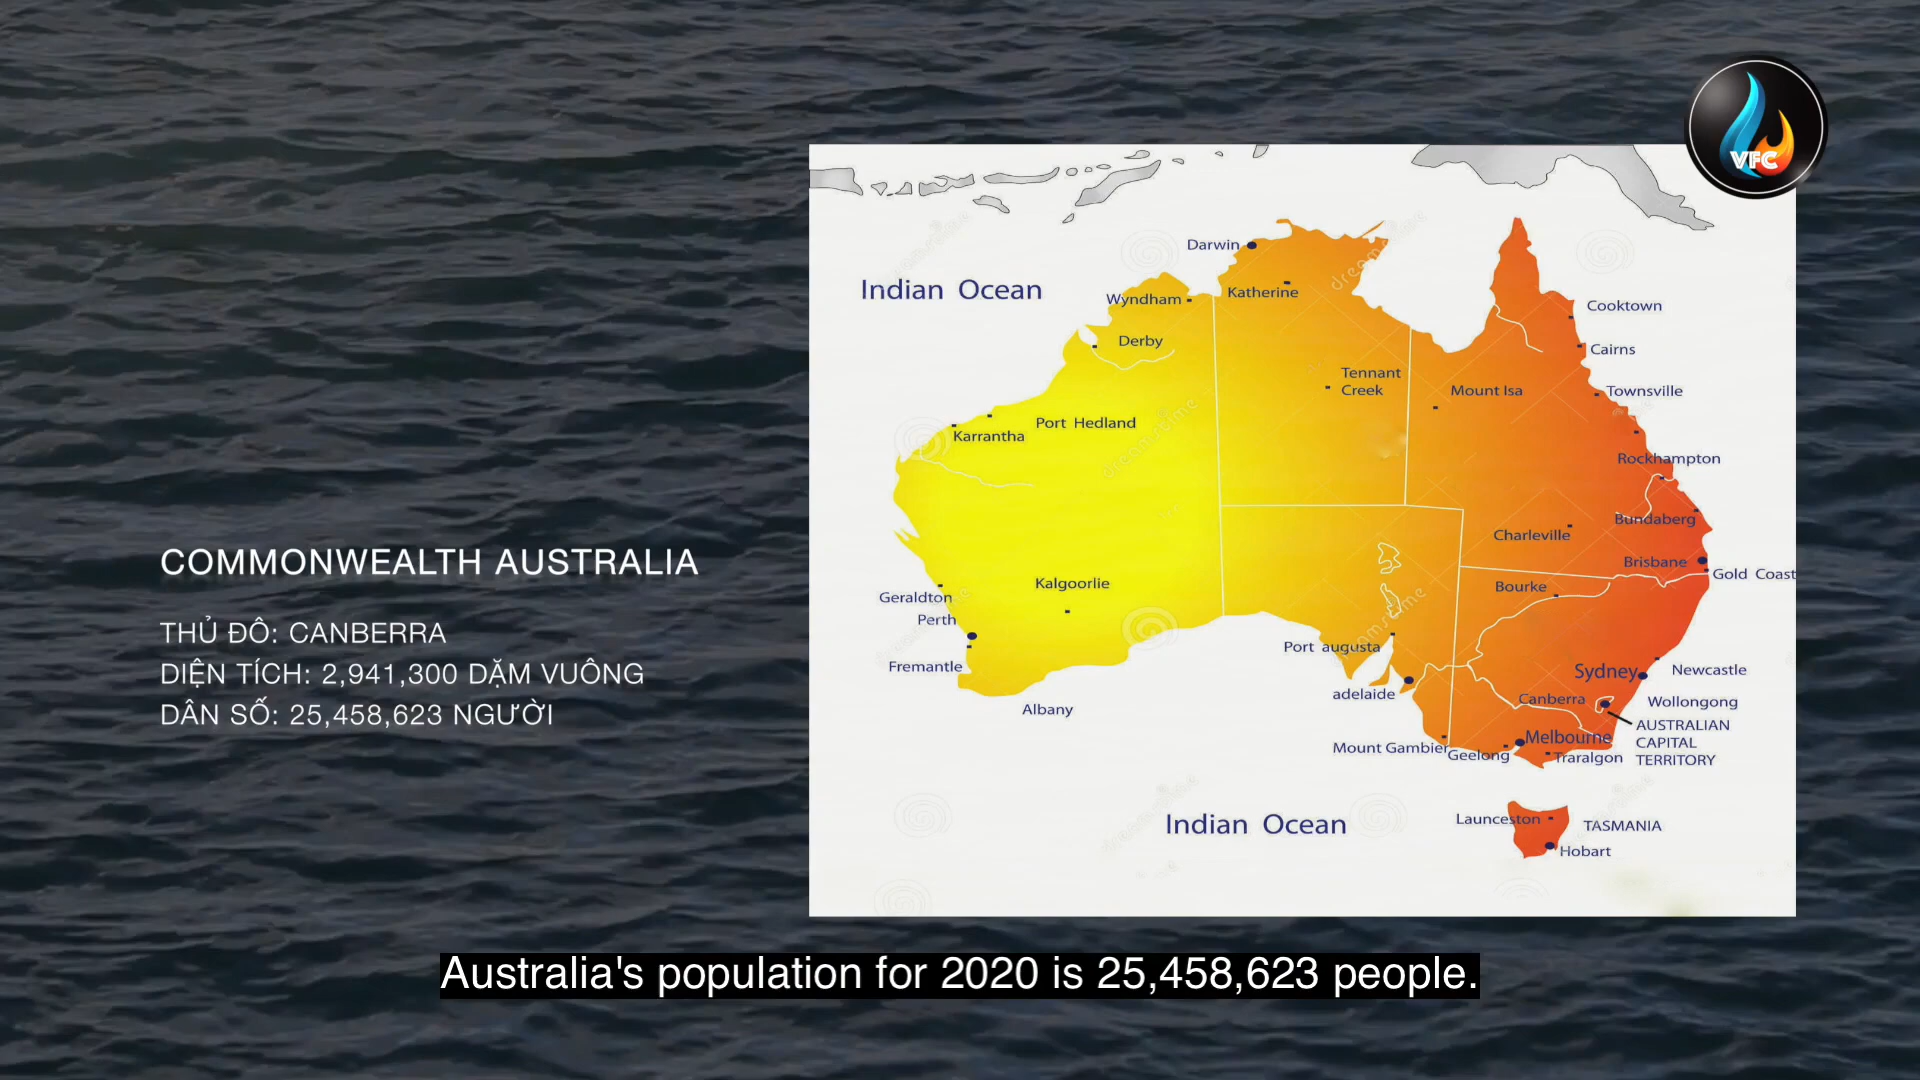 VFC
Darwin
Indian Ocean
Wyndham
Katherine
Cooktown
Derby
Cairns
Tennant
Creek
Mount Isa
Townsville
Port Hedland
Karrantha
Rockhampton
Bundaberg
Charleville
COMMONWEALTH AUSTRALIA
Brisbane
Gold Coast
Kalgoorlie
Bourke
Geraldton
Perth
THỦ ĐÔ: CANBERRA
DIỆN TÍCH: 2,941,300 DẶM VUÔNG
DÂN SỐ: 25,458,623 NGƯỜI
Port augusta
Fremantle
Sydney
Newcastle
adelaide
Canberra
Wollongong
Albany
AUSTRALIAN
CAPITAL
TERRITORY
Melbourne
Mount Gambier
Geelong
Traralgon
Indian Ocean
Launceston
TASMANIA
Hobart
dreamstime
dreamstime
dreamstime
Australia's population for 2020 is 25,458,623 people.